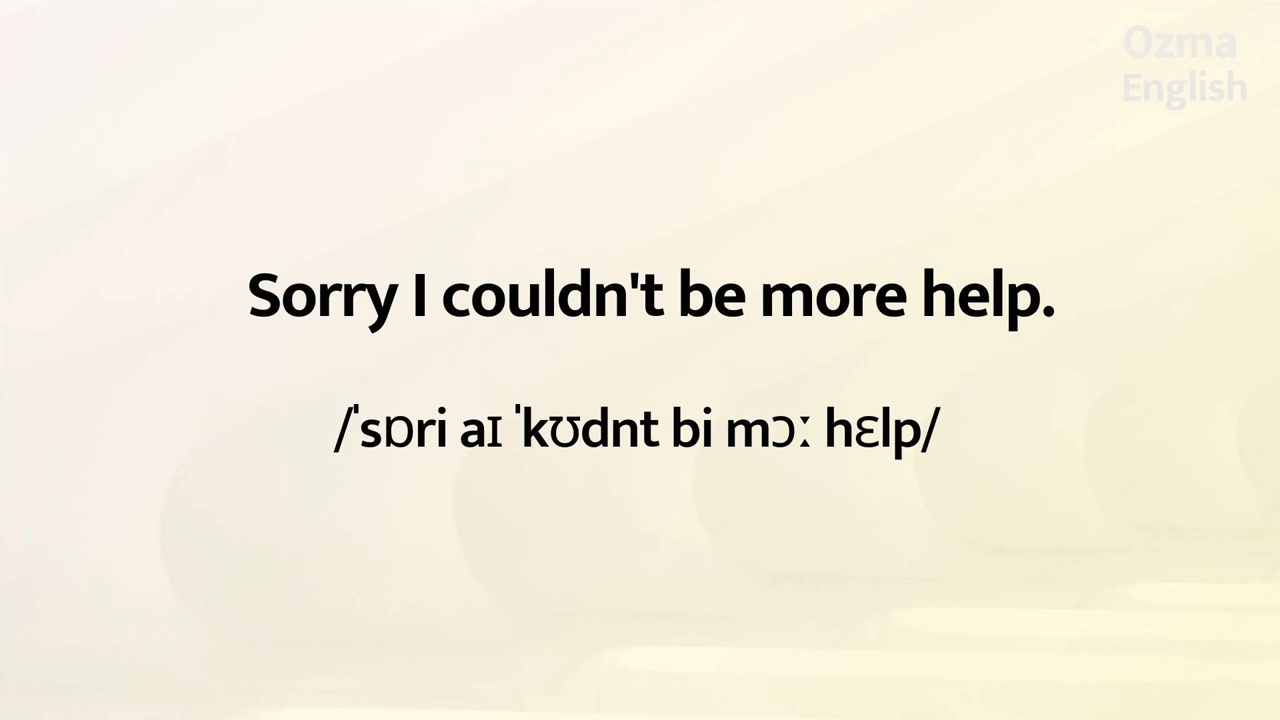 Ozma
English
Sorry I couldn't be more help.
/ˈsɒri aɪ ˈkʊdnt bi mɔː hɛlp/